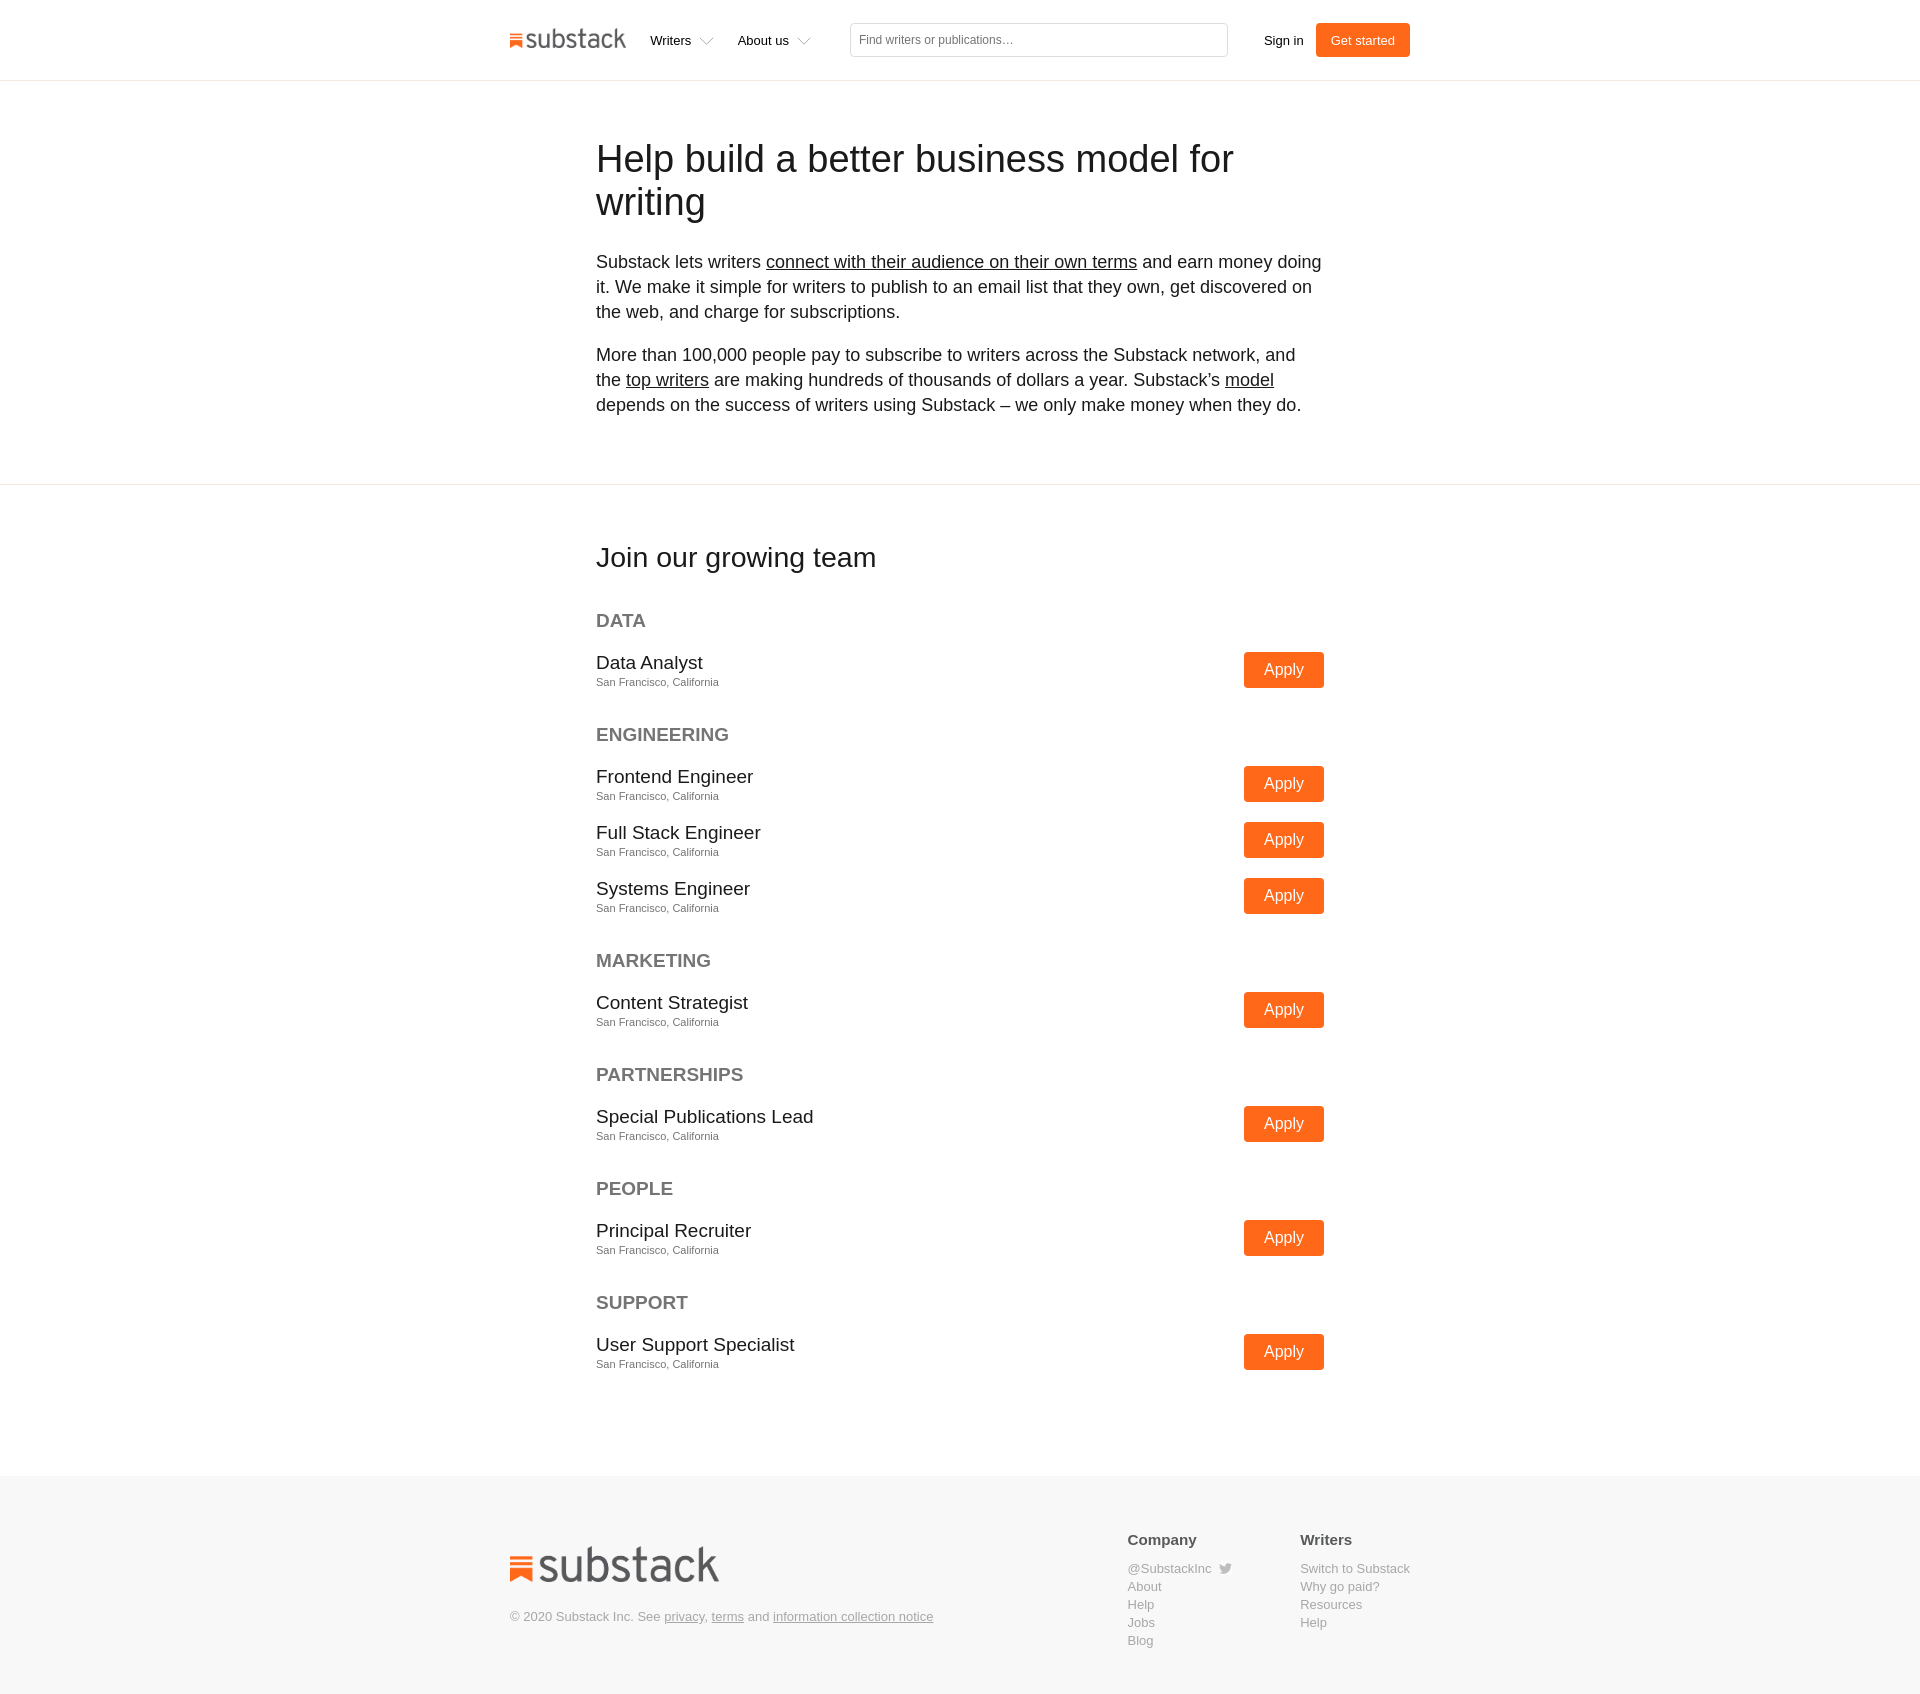 substack Writers About us Find writers or publications… Sign in Get started
Help build a better business model for
writing
Substack lets writers connect with their audience on their own terms and earn money doing
it. We make it simple for writers to publish to an email list that they own, get discovered on
the web, and charge for subscriptions.
More than 100,000 people pay to subscribe to writers across the Substack network, and
the top writers are making hundreds of thousands of dollars a year. Substack’s model
depends on the success of writers using Substack – we only make money when they do.
Join our growing team
DATA
Data Analyst
San Francisco, California
Apply
ENGINEERING
Frontend Engineer
San Francisco, California
Apply
Full Stack Engineer
San Francisco, California
Apply
Systems Engineer
San Francisco, California
Apply
MARKETING
Content Strategist
San Francisco, California
Apply
PARTNERSHIPS
Special Publications Lead
San Francisco, California
Apply
PEOPLE
Principal Recruiter
San Francisco, California
Apply
SUPPORT
User Support Specialist
San Francisco, California
Apply
substack
© 2020 Substack Inc. See privacy, terms and information collection notice
Company
@SubstackInc
About
Help
Jobs
Blog
Writers
Switch to Substack
Why go paid?
Resources
Help